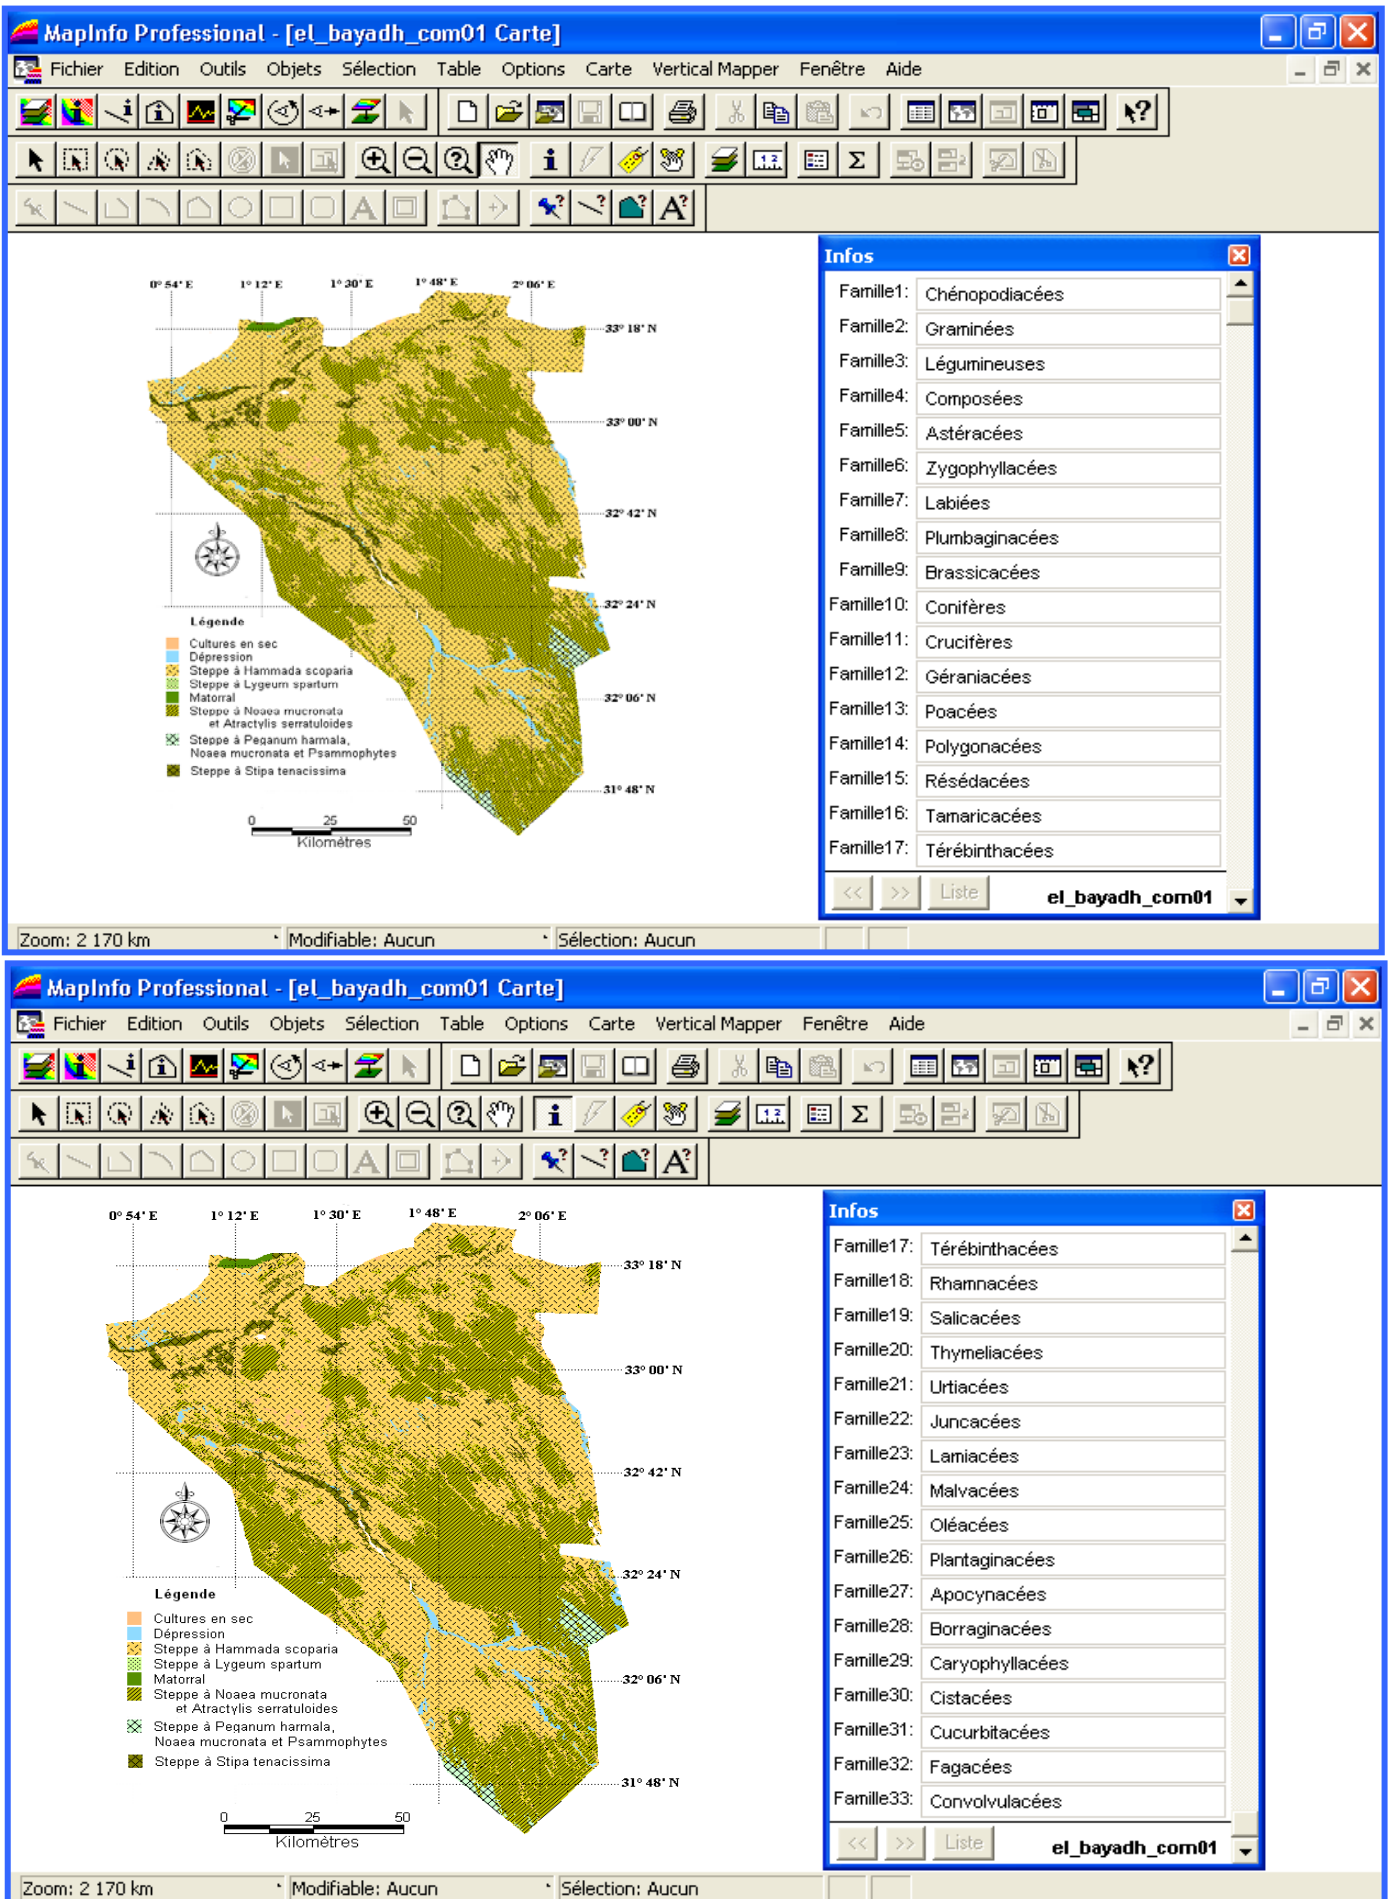 MapInfo Professional - [el_bayadh_com01 Carte]
Fichier Edition Outils Objets Sélection Table Options Carte Vertical Mapper Fenêtre Aide
0° 54' E 1° 12' E 1° 30' E 1° 48' E 2° 06' E
33° 18' N
33° 00' N
32° 42' N
32° 24' N
32° 06' N
31° 48' N
Légende
Cultures en sec
Dépression
Steppe à Hammada scoparia
Steppe à Lygeum spartum
Matorral
Steppe à Noaea mucronata
et Atractylis serratuloides
Steppe à Peganum harmala,
Noaea mucronata et Psammophytes
Steppe à Stipa tenacissima
0 25 50
Kilomètres
Infos
Famille1: Chénopodiacées
Famille2: Graminées
Famille3: Légumineuses
Famille4: Composées
Famille5: Astéracées
Famille6: Zygophyllacées
Famille7: Labiées
Famille8: Plumbaginacées
Famille9: Brassicacées
Famille10: Conifères
Famille11: Crucifères
Famille12: Géraniacées
Famille13: Poacées
Famille14: Polygonacées
Famille15: Résédacées
Famille16: Tamaricacées
Famille17: Térébinthacées
<< >> Liste el_bayadh_com01
Zoom: 2 170 km Modifiable: Aucun Sélection: Aucun
MapInfo Professional - [el_bayadh_com01 Carte]
Fichier Edition Outils Objets Sélection Table Options Carte Vertical Mapper Fenêtre Aide
0° 54' E 1° 12' E 1° 30' E 1° 48' E 2° 06' E
33° 18' N
33° 00' N
32° 42' N
32° 24' N
32° 06' N
31° 48' N
Légende
Cultures en sec
Dépression
Steppe à Hammada scoparia
Steppe à Lygeum spartum
Matorral
Steppe à Noaea mucronata
et Atractylis serratuloides
Steppe à Peganum harmala,
Noaea mucronata et Psammophytes
Steppe à Stipa tenacissima
0 25 50
Kilomètres
Infos
Famille17: Térébinthacées
Famille18: Rhamnacées
Famille19: Salicacées
Famille20: Thymeliacées
Famille21: Urtiacées
Famille22: Juncacées
Famille23: Lamiacées
Famille24: Malvacées
Famille25: Oléacées
Famille26: Plantaginacées
Famille27: Apocynacées
Famille28: Borraginacées
Famille29: Caryophyllacées
Famille30: Cistacées
Famille31: Cucurbitacées
Famille32: Fagacées
Famille33: Convolvulacées
<< >> Liste el_bayadh_com01
Zoom: 2 170 km Modifiable: Aucun Sélection: Aucun